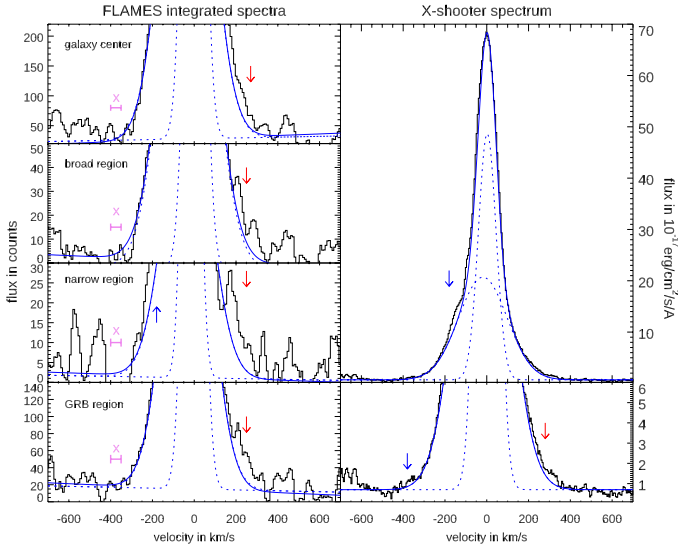 FLAMES integrated spectra
X-shooter spectrum
galaxy center
200
150
100
50
X
broad region
50
40
30
20
10
0
X
narrow region
30
25
20
15
10
5
0
X
GRB region
140
120
100
80
60
40
20
0
X
flux in counts
-600 -400 -200 0 200 400 600
velocity in km/s
70
60
50
40
30
20
10
6
5
4
3
2
1
flux in 10⁻¹⁷ erg/cm²/s/A
-600 -400 -200 0 200 400 600
velocity in km/s